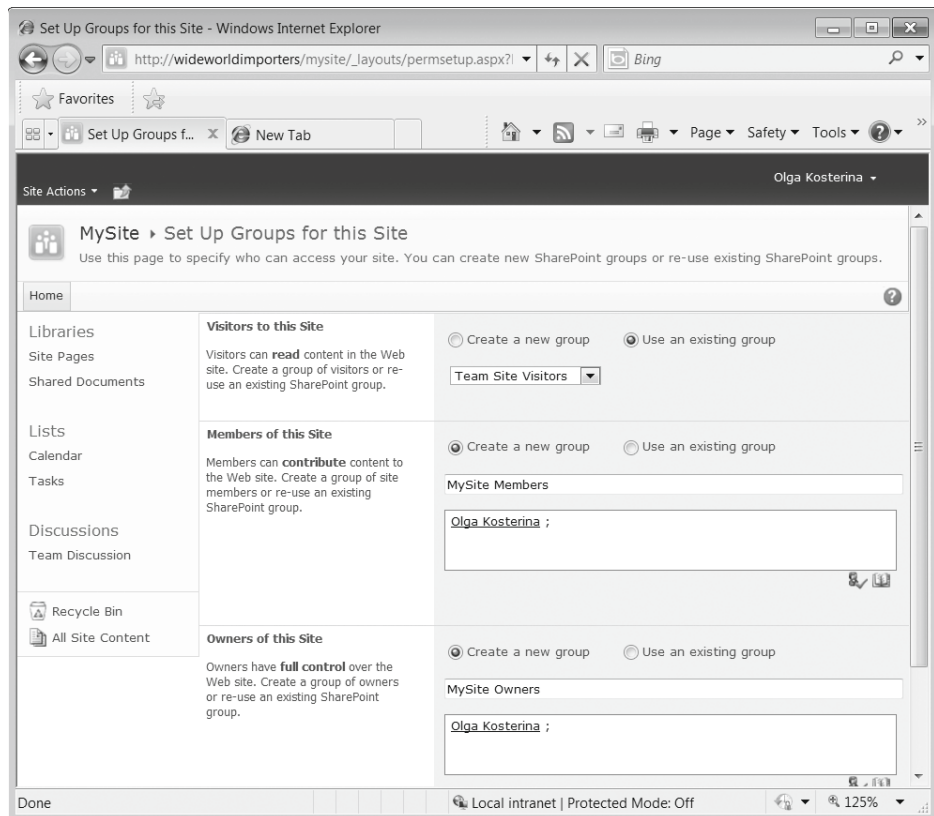 Set Up Groups for this Site - Windows Internet Explorer
http://wideworldimporters/mysite/_layouts/permsetup.aspx?l
Bing
Favorites
Set Up Groups f...
New Tab
Page
Safety
Tools
Olga Kosterina
Site Actions
MySite ▸ Set Up Groups for this Site
Use this page to specify who can access your site. You can create new SharePoint groups or re-use existing SharePoint groups.
Home
Libraries
Site Pages
Shared Documents
Lists
Calendar
Tasks
Discussions
Team Discussion
Recycle Bin
All Site Content
Visitors to this Site
Visitors can read content in the Web
site. Create a group of visitors or re-
use an existing SharePoint group.
Create a new group
Use an existing group
Team Site Visitors
Members of this Site
Members can contribute content to
the Web site. Create a group of site
members or re-use an existing
SharePoint group.
Create a new group
Use an existing group
MySite Members
Olga Kosterina ;
Owners of this Site
Owners have full control over the
Web site. Create a group of owners
or re-use an existing SharePoint
group.
Create a new group
Use an existing group
MySite Owners
Olga Kosterina ;
Done
Local intranet | Protected Mode: Off
125%